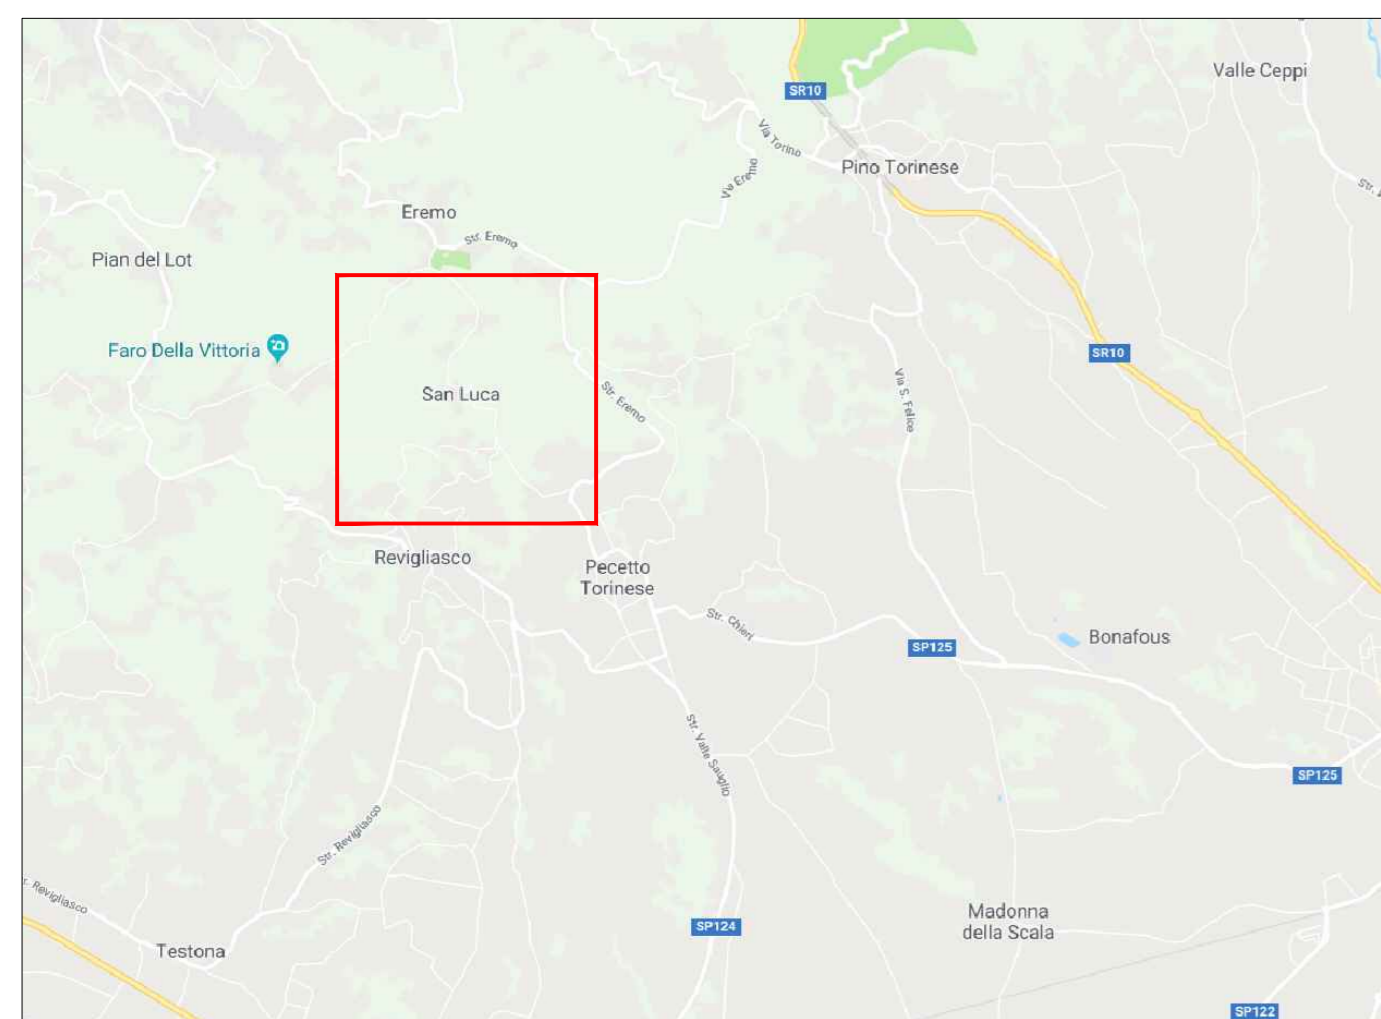 Valle Ceppi
SR10
Via Torino
Pino Torinese
Via Eremo
Str.
Eremo
Str. Eremo
Pian del Lot
Faro Della Vittoria
SR10
San Luca
Str. Eremo
Via S. Felice
Revigliasco
Pecetto
Torinese
Str. Chieri
SP125
Bonafous
Str. Valle Sauglio
SP125
Str. Revigliasco
r. Revigliasco
Madonna
della Scala
SP124
Testona
SP122